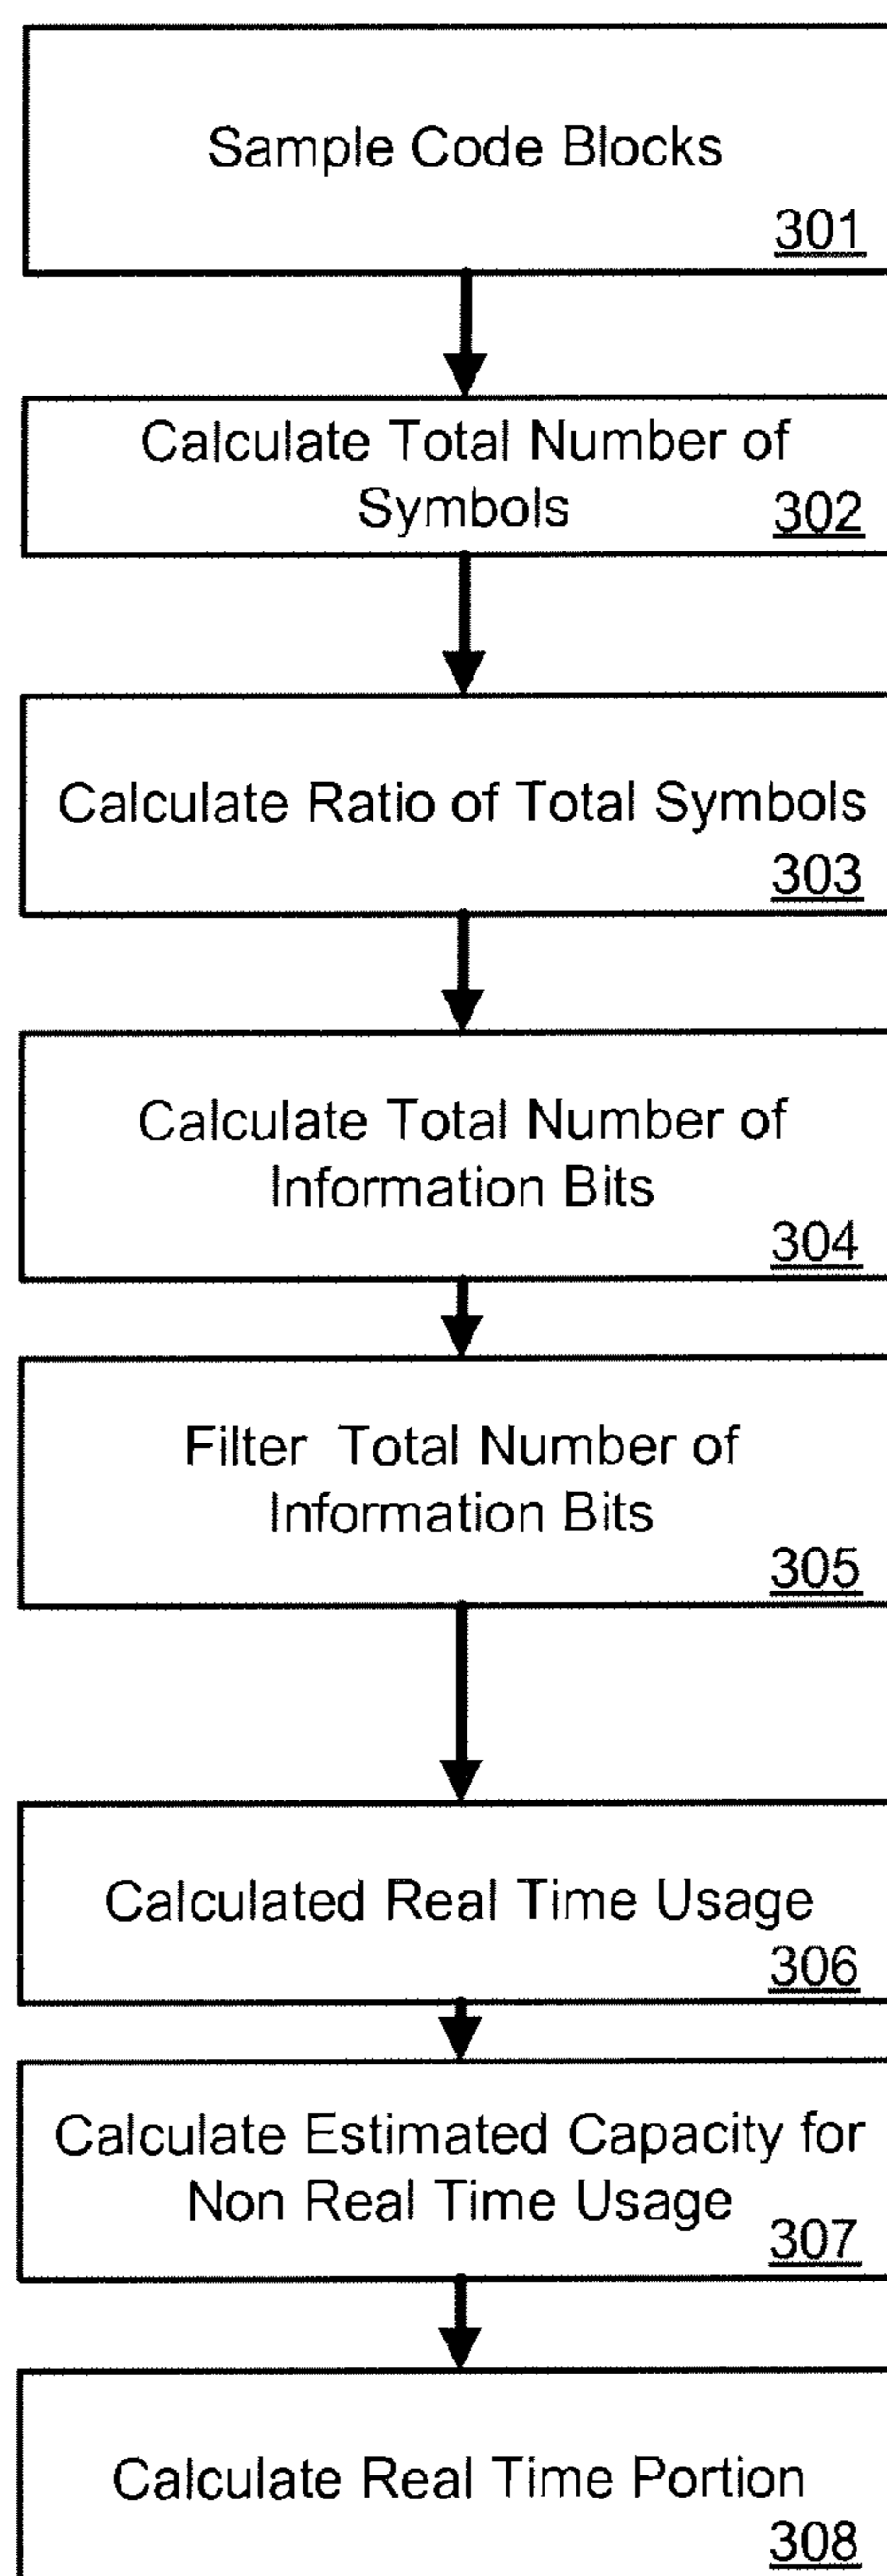 Sample Code Blocks
301
Calculate Total Number of
Symbols
302
Calculate Ratio of Total Symbols
303
Calculate Total Number of
Information Bits
304
Filter Total Number of
Information Bits
305
Calculated Real Time Usage
306
Calculate Estimated Capacity for
Non Real Time Usage
307
Calculate Real Time Portion
308